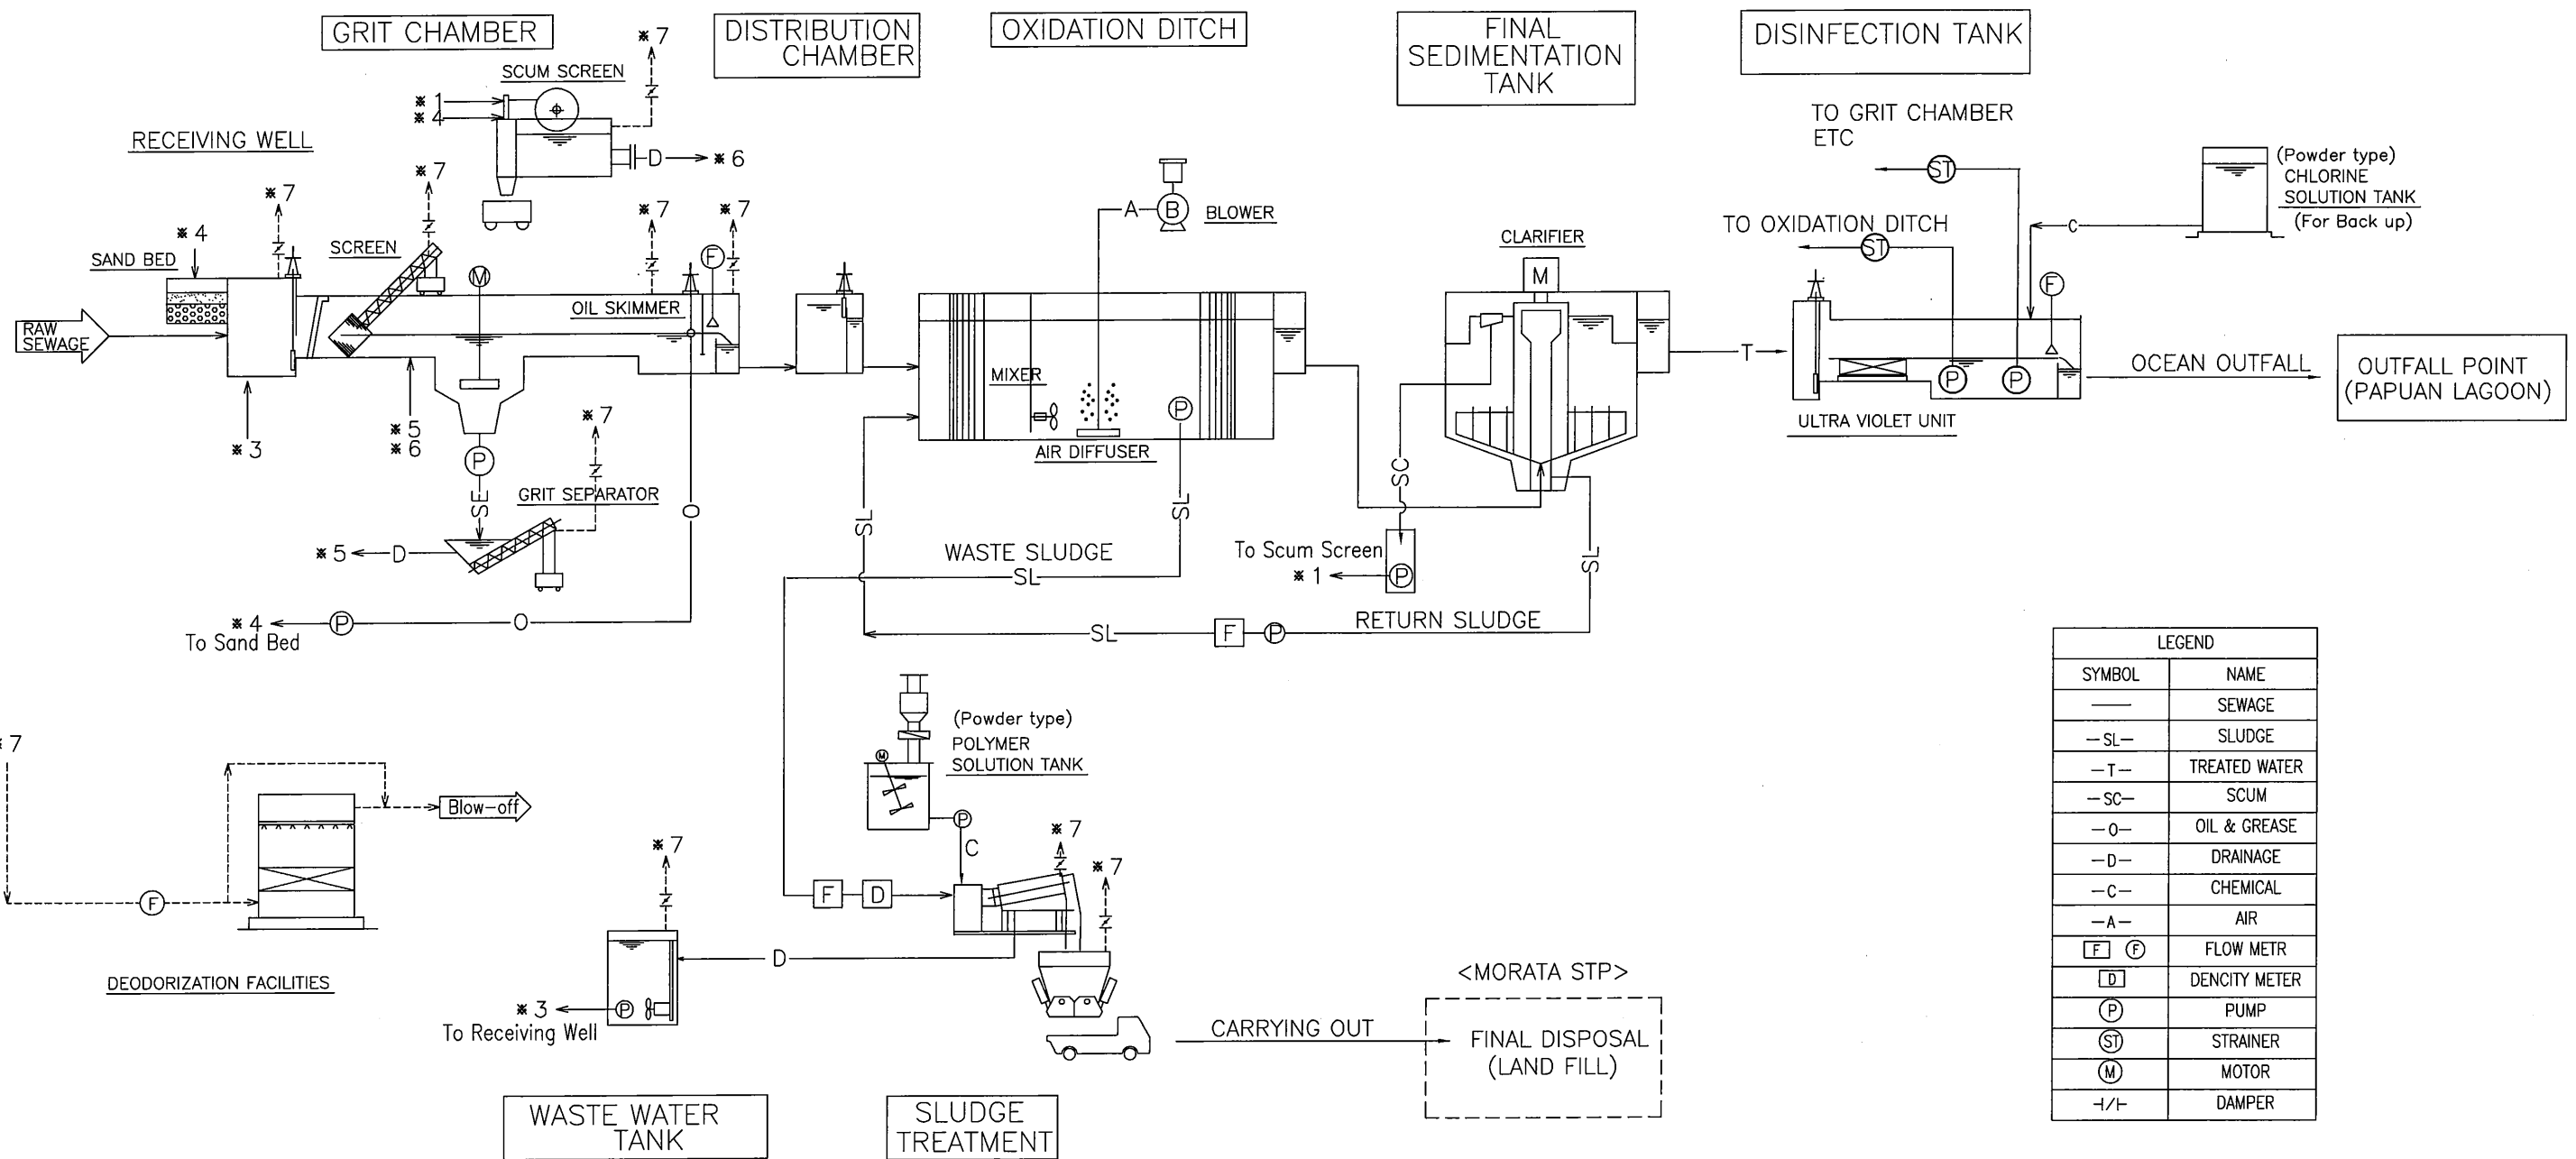 GRIT CHAMBER
DISTRIBUTION
CHAMBER
OXIDATION DITCH
FINAL
SEDIMENTATION
TANK
DISINFECTION TANK
※7
SCUM SCREEN
※1
※4
D
※6
RECEIVING WELL
※7
※7
※7
※7
※4
SAND BED
SCREEN
M
F
OIL SKIMMER
RAW
SEWAGE
※3
※5
※6
P
SE
※7
GRIT SEPARATOR
※5
D
O
※4
P
O
To Sand Bed
A
B
BLOWER
MIXER
P
AIR DIFFUSER
SL
SL
WASTE SLUDGE
SL
SL
F
P
RETURN SLUDGE
SL
CLARIFIER
M
SC
To Scum Screen
※1
P
T
TO GRIT CHAMBER
ETC
ST
TO OXIDATION DITCH
ST
(Powder type)
CHLORINE
SOLUTION TANK
(For Back up)
C
F
P
P
ULTRA VIOLET UNIT
OCEAN OUTFALL
OUTFALL POINT
(PAPUAN LAGOON)
LEGEND
SYMBOL NAME
SEWAGE
SL SLUDGE
T TREATED WATER
SC SCUM
O OIL & GREASE
D DRAINAGE
C CHEMICAL
A AIR
F F FLOW METR
D DENCITY METER
P PUMP
ST STRAINER
M MOTOR
DAMPER
7
F
Blow-off
DEODORIZATION FACILITIES
(Powder type)
POLYMER
SOLUTION TANK
M
P
C
※7
※7
F
D
※7
D
※3
P
To Receiving Well
CARRYING OUT
<MORATA STP>
FINAL DISPOSAL
(LAND FILL)
WASTE WATER
TANK
SLUDGE
TREATMENT